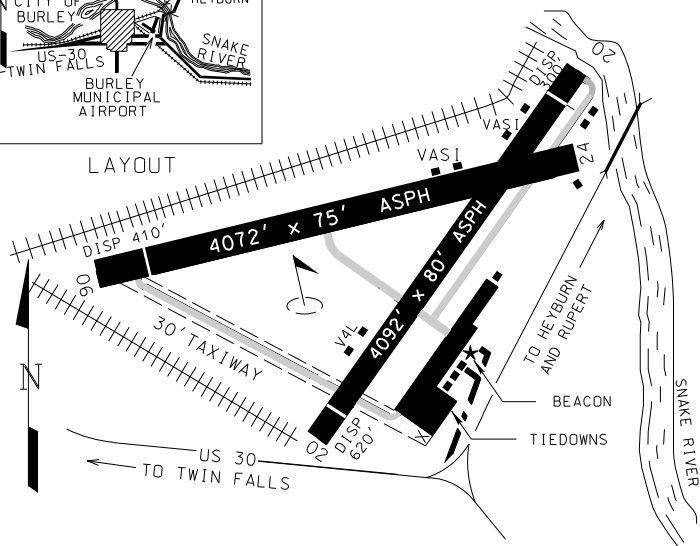 CITY OF
BURLEY
HEYBURN
US-30
TWIN FALLS
SNAKE
RIVER
BURLEY
MUNICIPAL
AIRPORT
LAYOUT
DISP 410'
06
4072' x 75' ASPH
VASI
VASI
DISP
300'
20
24
4092' x 80' ASPH
30' TAXIWAY
V4L
N
02
DISP
620'
X
TO HEYBURN
AND RUPERT
BEACON
TIEDOWNS
SNAKE RIVER
US 30
TO TWIN FALLS